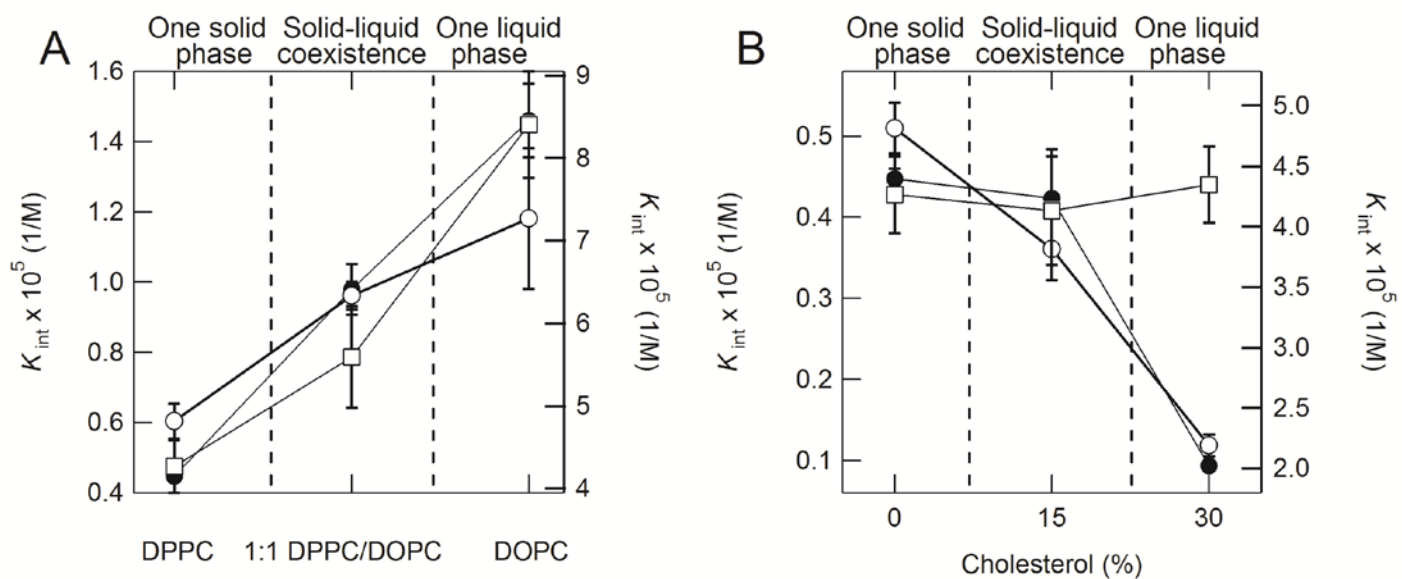 A
One solid phase
Solid-liquid coexistence
One liquid phase
1.6
1.4
1.2
1.0
0.8
0.6
0.4
K int x 10^5 (1/M)
9
8
7
6
5
4
K int x 10^5 (1/M)
DPPC
1:1 DPPC/DOPC
DOPC
B
One solid phase
Solid-liquid coexistence
One liquid phase
0.5
0.4
0.3
0.2
0.1
K int x 10^5 (1/M)
5.0
4.5
4.0
3.5
3.0
2.5
2.0
K int x 10^5 (1/M)
0
15
30
Cholesterol (%)